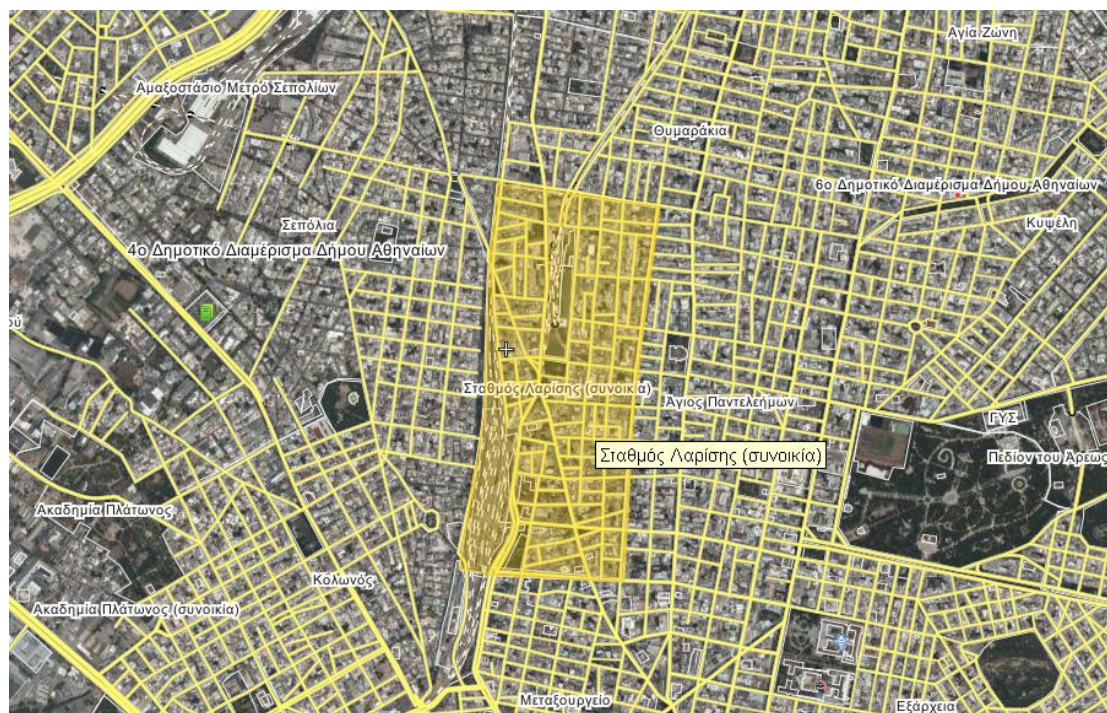 Αγία Ζώνη
Αμαξοστάσιο Μετρό Σεπολίων
Θυμαράκια
6ο Δημοτικό Διαμέρισμα Δήμου Αθηναίων
Σεπόλια
Κυψέλη
4ο Δημοτικό Διαμέρισμα Δήμου Αθηναίων
ού
Σταθμός Λαρίσης (συνοικία)
Άγιος Παντελεήμων
ΓΥΣ
Σταθμός Λαρίσης (συνοικία)
Πεδίον του Άρεως
Ακαδημία Πλάτωνος
Κολωνός
Ακαδημία Πλάτωνος (συνοικία)
Μεταξουργείο
Εξάρχεια